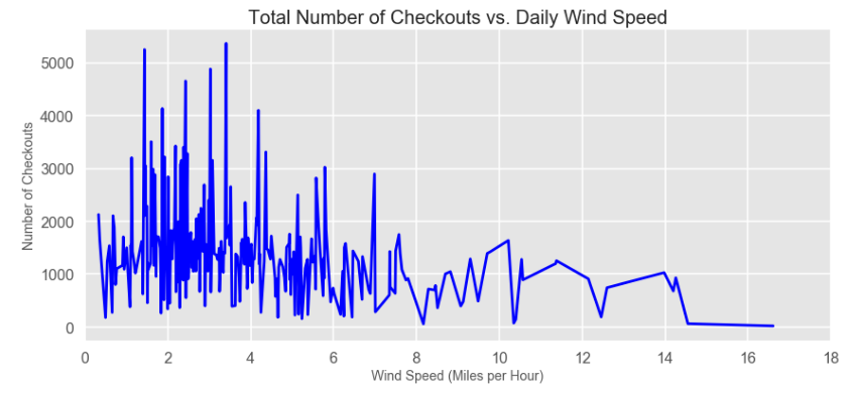 Total Number of Checkouts vs. Daily Wind Speed
Number of Checkouts
5000
4000
3000
2000
1000
0
0 2 4 6 8 10 12 14 16 18
Wind Speed (Miles per Hour)